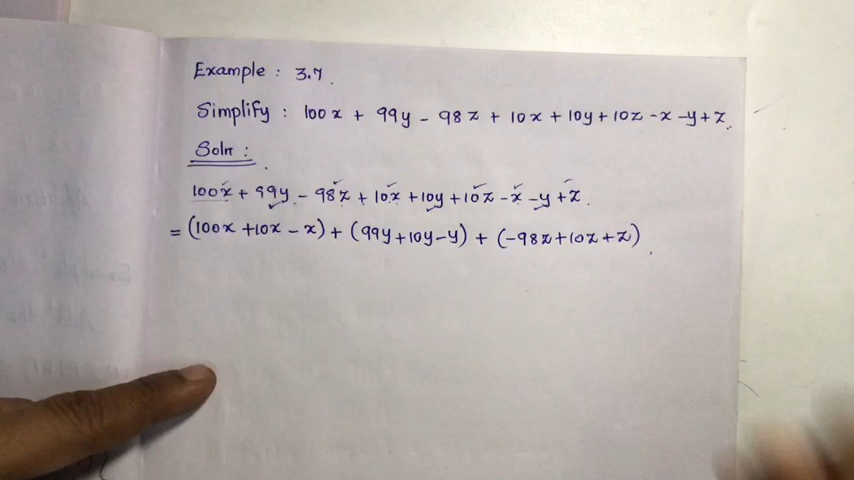 Example : 3.7.
Simplify : 100x + 99y - 98z + 10x + 10y + 10z - x - y + z.
Soln :
100x + 99y - 98z + 10x + 10y + 10z - x - y + z.
= (100x + 10x - x) + (99y + 10y - y) + (-98z + 10z + z).